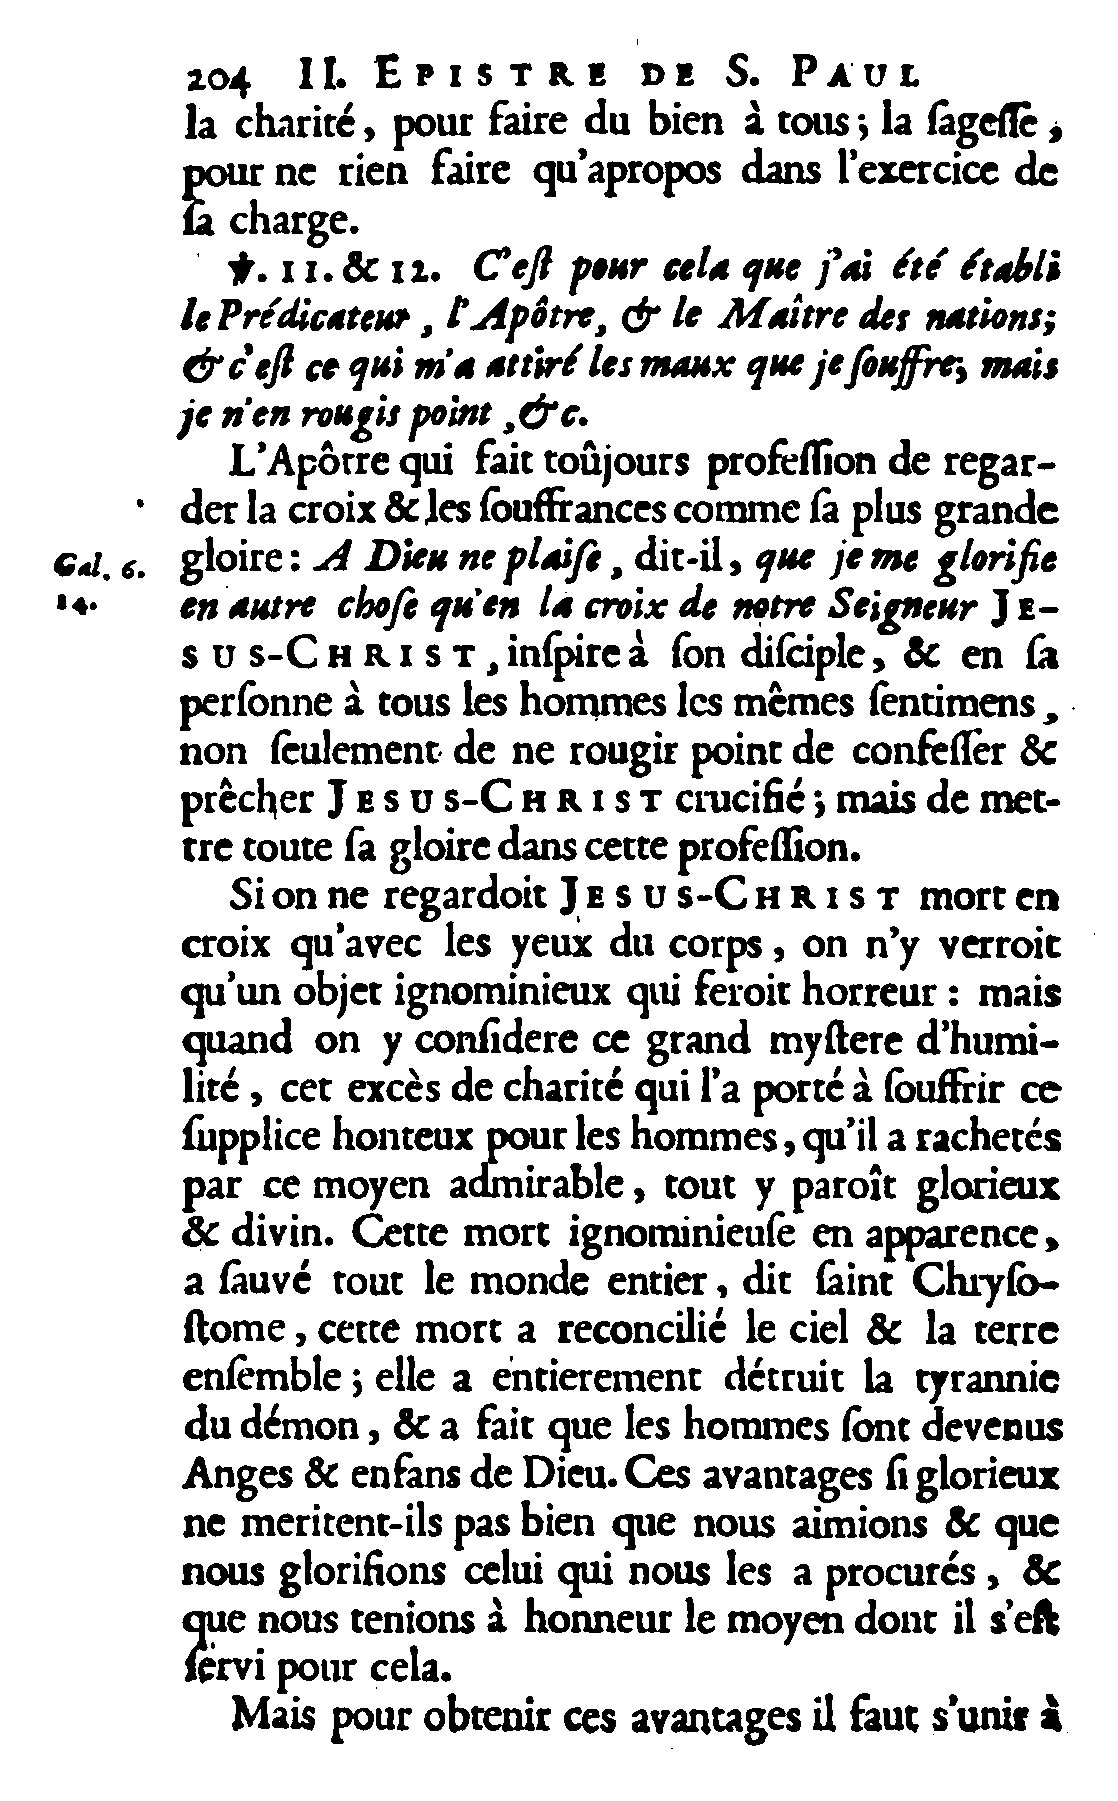 204 II. EPISTRE DE S. PAUL
la charité, pour faire du bien à tous; la ſageſſe,
pour ne rien faire qu'apropos dans l'exercice de
ſa charge.
℣. 11. & 12. C'eſt pour cela que j'ai été établi
le Prédicateur, l'Apôtre, & le Maître des nations;
& c'eſt ce qui m'a attiré les maux que je ſouffre; mais
je n'en rougis point, &c.
L'Apôtre qui fait toûjours profeſſion de regar-
der la croix & les ſouffrances comme ſa plus grande
Gal. 6. gloire: A Dieu ne plaiſe, dit-il, que je me glorifie
14. en autre choſe qu'en la croix de notre Seigneur JE-
SUS-CHRIST, inſpire à ſon diſciple, & en ſa
perſonne à tous les hommes les mêmes ſentimens,
non ſeulement de ne rougir point de confeſſer &
prêcher JESUS-CHRIST crucifié; mais de met-
tre toute ſa gloire dans cette profeſſion.
Si on ne regardoit JESUS-CHRIST mort en
croix qu'avec les yeux du corps, on n'y verroit
qu'un objet ignominieux qui feroit horreur: mais
quand on y conſidere ce grand myſtere d'humi-
lité, cet excès de charité qui l'a porté à ſouffrir ce
ſupplice honteux pour les hommes, qu'il a rachetés
par ce moyen admirable, tout y paroît glorieux
& divin. Cette mort ignominieuſe en apparence,
a ſauvé tout le monde entier, dit ſaint Chryſo-
ſtome, cette mort a reconcilié le ciel & la terre
enſemble; elle a entierement détruit la tyrannie
du démon, & a fait que les hommes ſont devenus
Anges & enfans de Dieu. Ces avantages ſi glorieux
ne meritent-ils pas bien que nous aimions & que
nous glorifions celui qui nous les a procurés, &
que nous tenions à honneur le moyen dont il s'eſt
ſervi pour cela.
Mais pour obtenir ces avantages il faut s'unir à